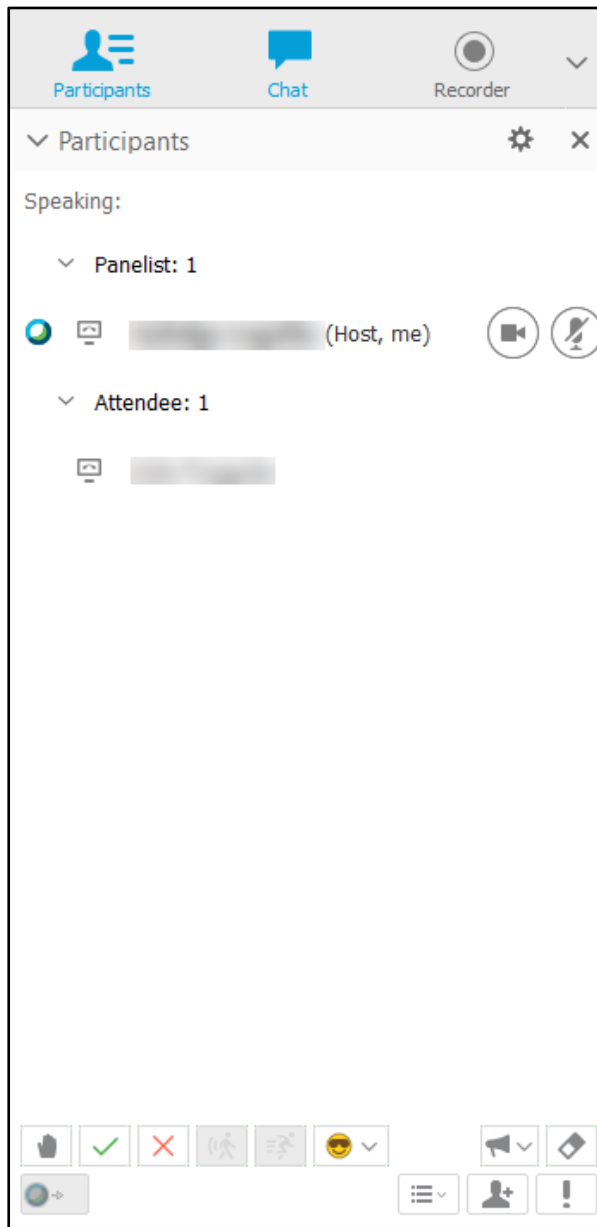 Participants Chat Recorder
Participants
Speaking:
Panelist: 1
(Host, me)
Attendee: 1